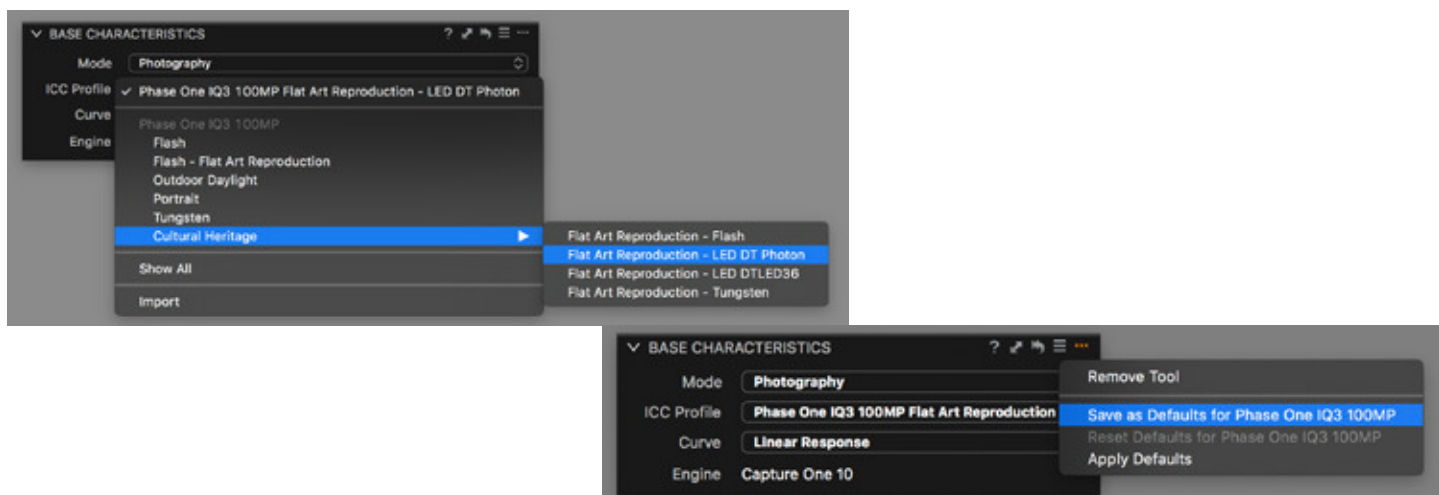 BASE CHARACTERISTICS ?
Mode Photography
ICC Profile ✓ Phase One IQ3 100MP Flat Art Reproduction - LED DT Photon
Curve
Phase One IQ3 100MP
Engine Flash
Flash - Flat Art Reproduction
Outdoor Daylight
Portrait
Tungsten
Cultural Heritage
Flat Art Reproduction - Flash
Flat Art Reproduction - LED DT Photon
Flat Art Reproduction - LED DTLED36
Flat Art Reproduction - Tungsten
Show All
Import
BASE CHARACTERISTICS ?
Mode Photography
ICC Profile Phase One IQ3 100MP Flat Art Reproduction
Curve Linear Response
Engine Capture One 10
Remove Tool
Save as Defaults for Phase One IQ3 100MP
Reset Defaults for Phase One IQ3 100MP
Apply Defaults